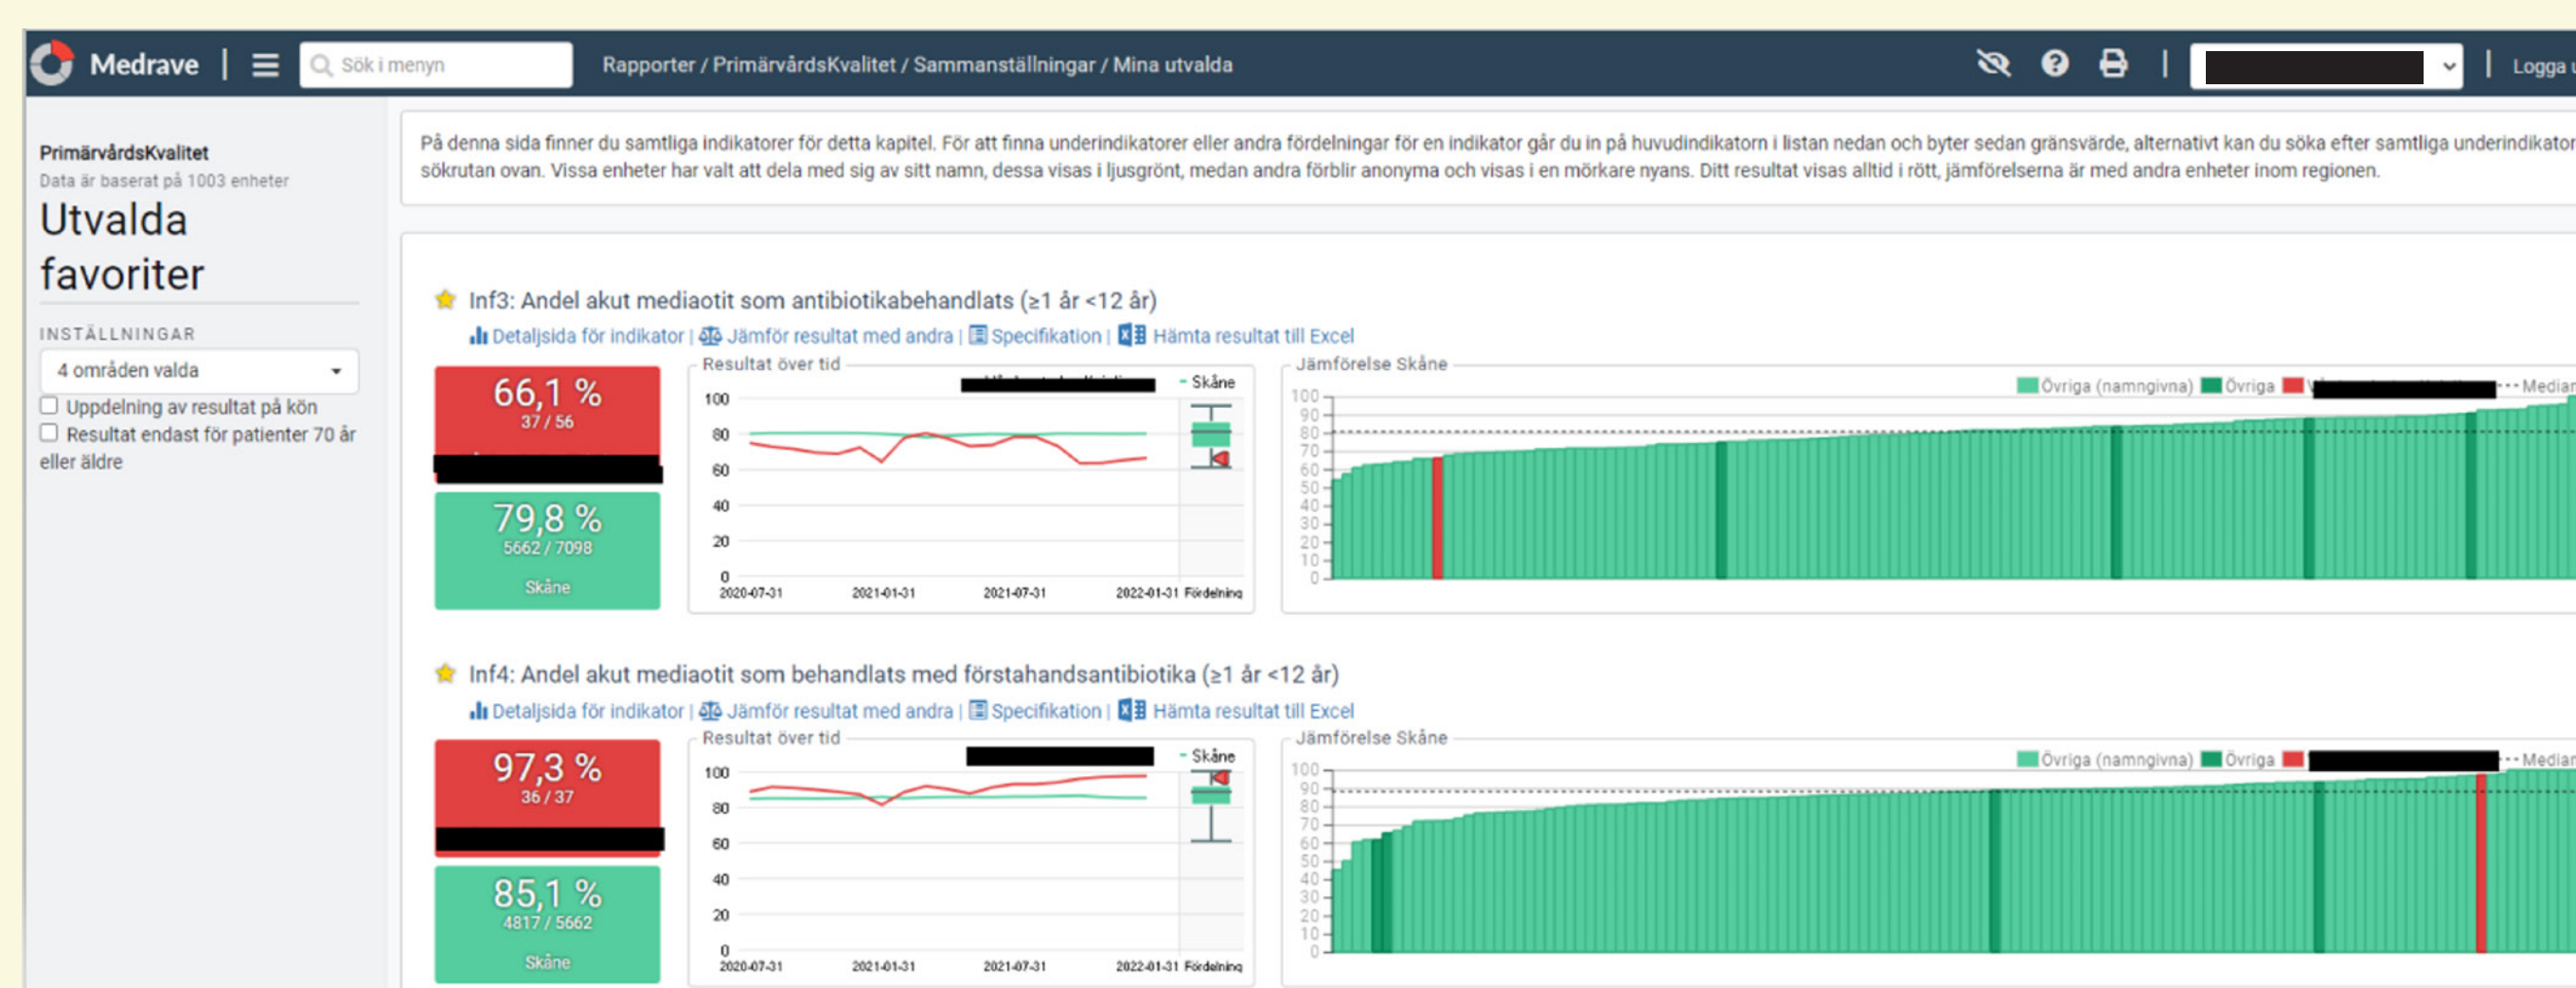 Medrave
Sök i menyn
Rapporter / PrimärvårdsKvalitet / Sammanställningar / Mina utvalda
Logga
PrimärvårdsKvalitet
Data är baserat på 1003 enheter
Utvalda
favoriter
INSTÄLLNINGAR
4 områden valda
Uppdelning av resultat på kön
Resultat endast för patienter 70 år
eller äldre
På denna sida finner du samtliga indikatorer för detta kapitel. För att finna underindikatorer eller andra fördelningar för en indikator går du in på huvudindikatorn i listan nedan och byter sedan gränsvärde, alternativt kan du söka efter samtliga underindikator
sökrutan ovan. Vissa enheter har valt att dela med sig av sitt namn, dessa visas i ljusgrönt, medan andra förblir anonyma och visas i en mörkare nyans. Ditt resultat visas alltid i rött, jämförelserna är med andra enheter inom regionen.
Inf3: Andel akut mediaotit som antibiotikabehandlats (≥1 år <12 år)
Detaljsida för indikator | Jämför resultat med andra | Specifikation | Hämta resultat till Excel
66,1 %
37 / 56
79,8 %
5662 / 7098
Skåne
Resultat över tid
Skåne
100
80
60
40
20
0
2020-07-31 2021-01-31 2021-07-31 2022-01-31 Fördelning
Jämförelse Skåne
Övriga (namngivna) Övriga Median
100
90
80
70
60
50
40
30
20
10
0
Inf4: Andel akut mediaotit som behandlats med förstahandsantibiotika (≥1 år <12 år)
Detaljsida för indikator | Jämför resultat med andra | Specifikation | Hämta resultat till Excel
97,3 %
36 / 37
85,1 %
4817 / 5662
Skåne
Resultat över tid
Skåne
100
80
60
40
20
0
2020-07-31 2021-01-31 2021-07-31 2022-01-31 Fördelning
Jämförelse Skåne
Övriga (namngivna) Övriga Median
100
90
80
70
60
50
40
30
20
10
0